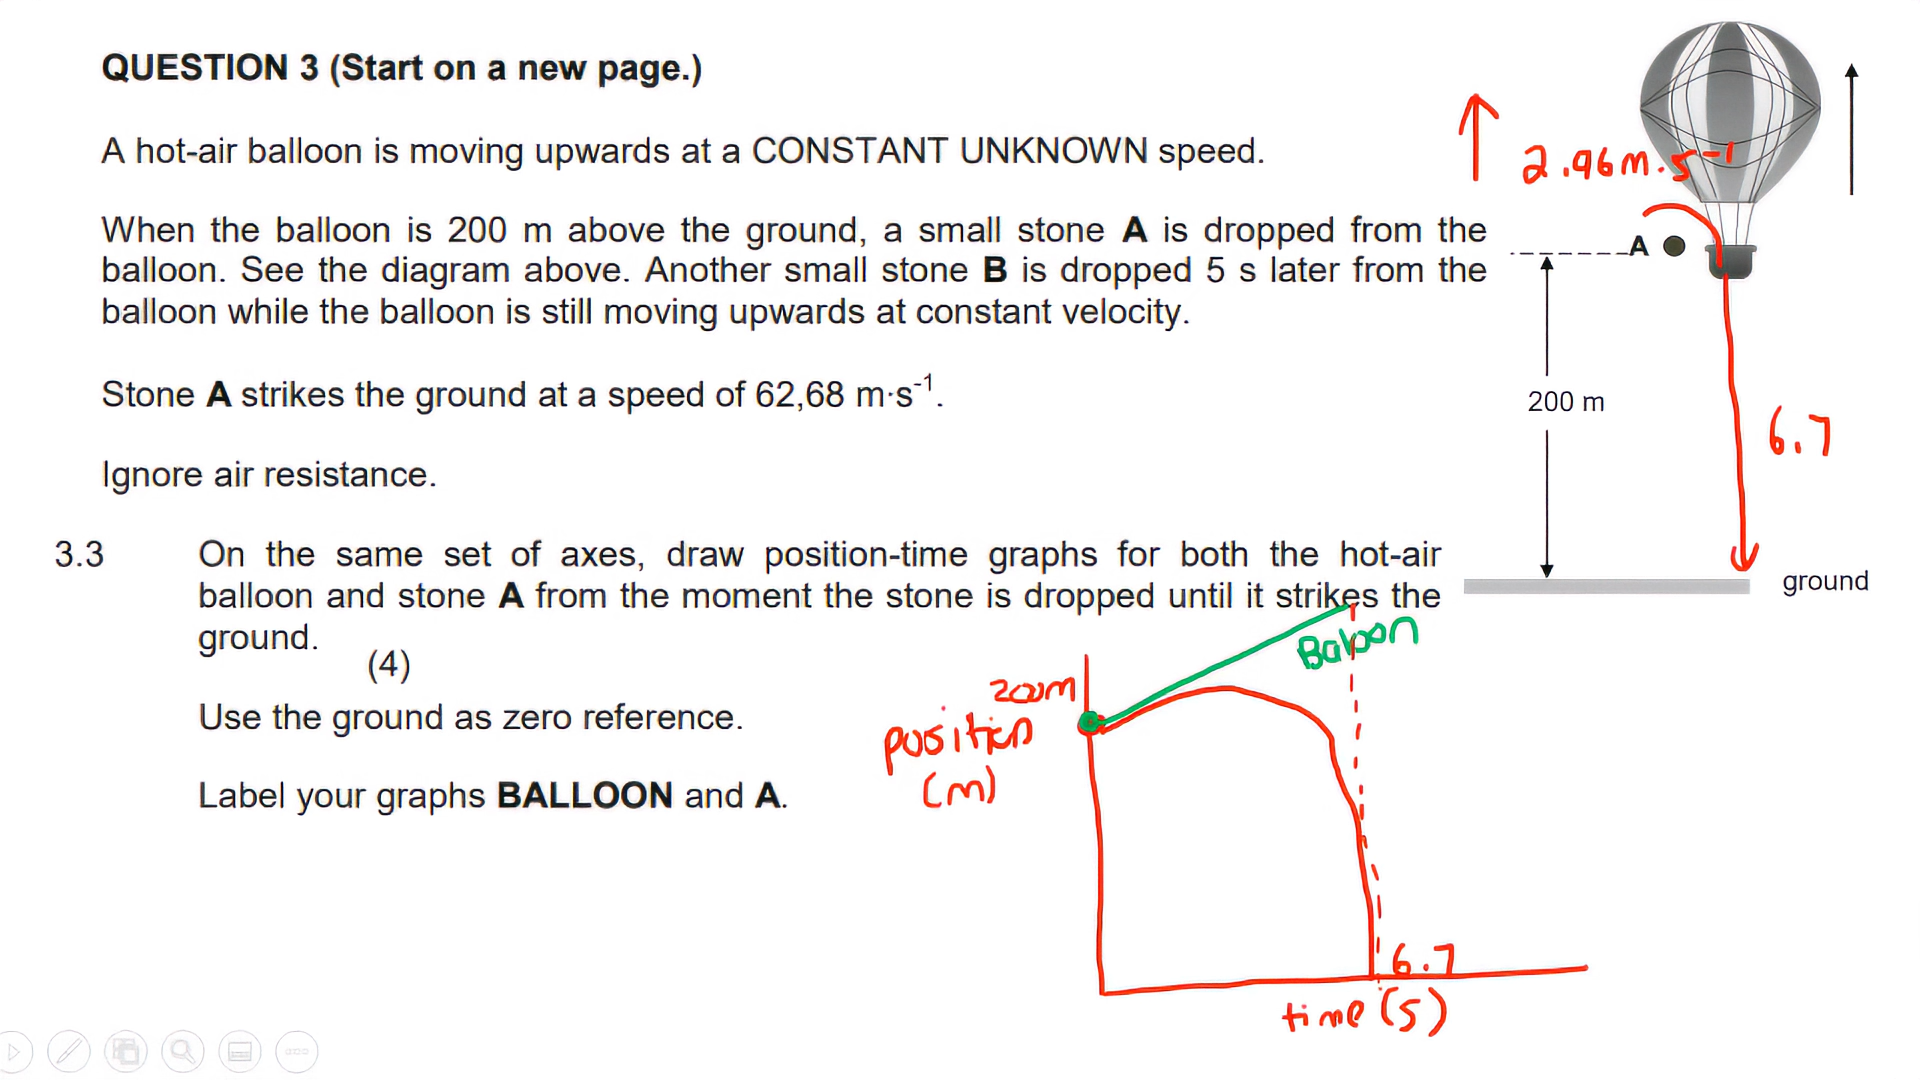 QUESTION 3 (Start on a new page.)
A hot-air balloon is moving upwards at a CONSTANT UNKNOWN speed.
When the balloon is 200 m above the ground, a small stone A is dropped from the
balloon. See the diagram above. Another small stone B is dropped 5 s later from the
balloon while the balloon is still moving upwards at constant velocity.
Stone A strikes the ground at a speed of 62,68 m·s⁻¹.
Ignore air resistance.
2.96m.s⁻¹
A
200 m
6.7
ground
3.3 On the same set of axes, draw position-time graphs for both the hot-air
balloon and stone A from the moment the stone is dropped until it strikes the
ground.
(4)
Use the ground as zero reference.
Label your graphs BALLOON and A.
Baloon
200m
position
(m)
6.7
time (s)